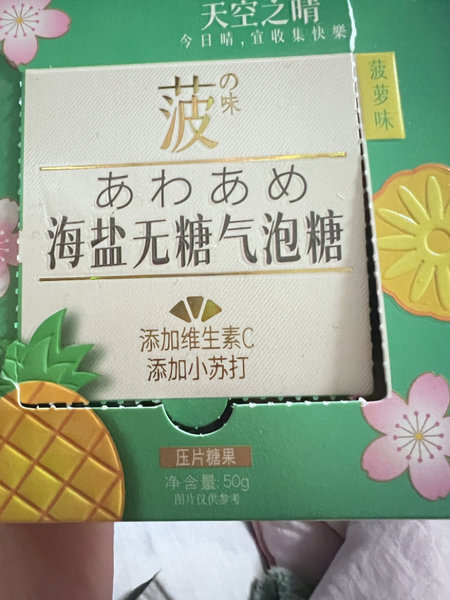 天空之晴
今日晴,宜收集快樂
菠萝味
菠の味
あわあめ
海盐无糖气泡糖
添加维生素C
添加小苏打
压片糖果
净含量:50g
图片仅供参考